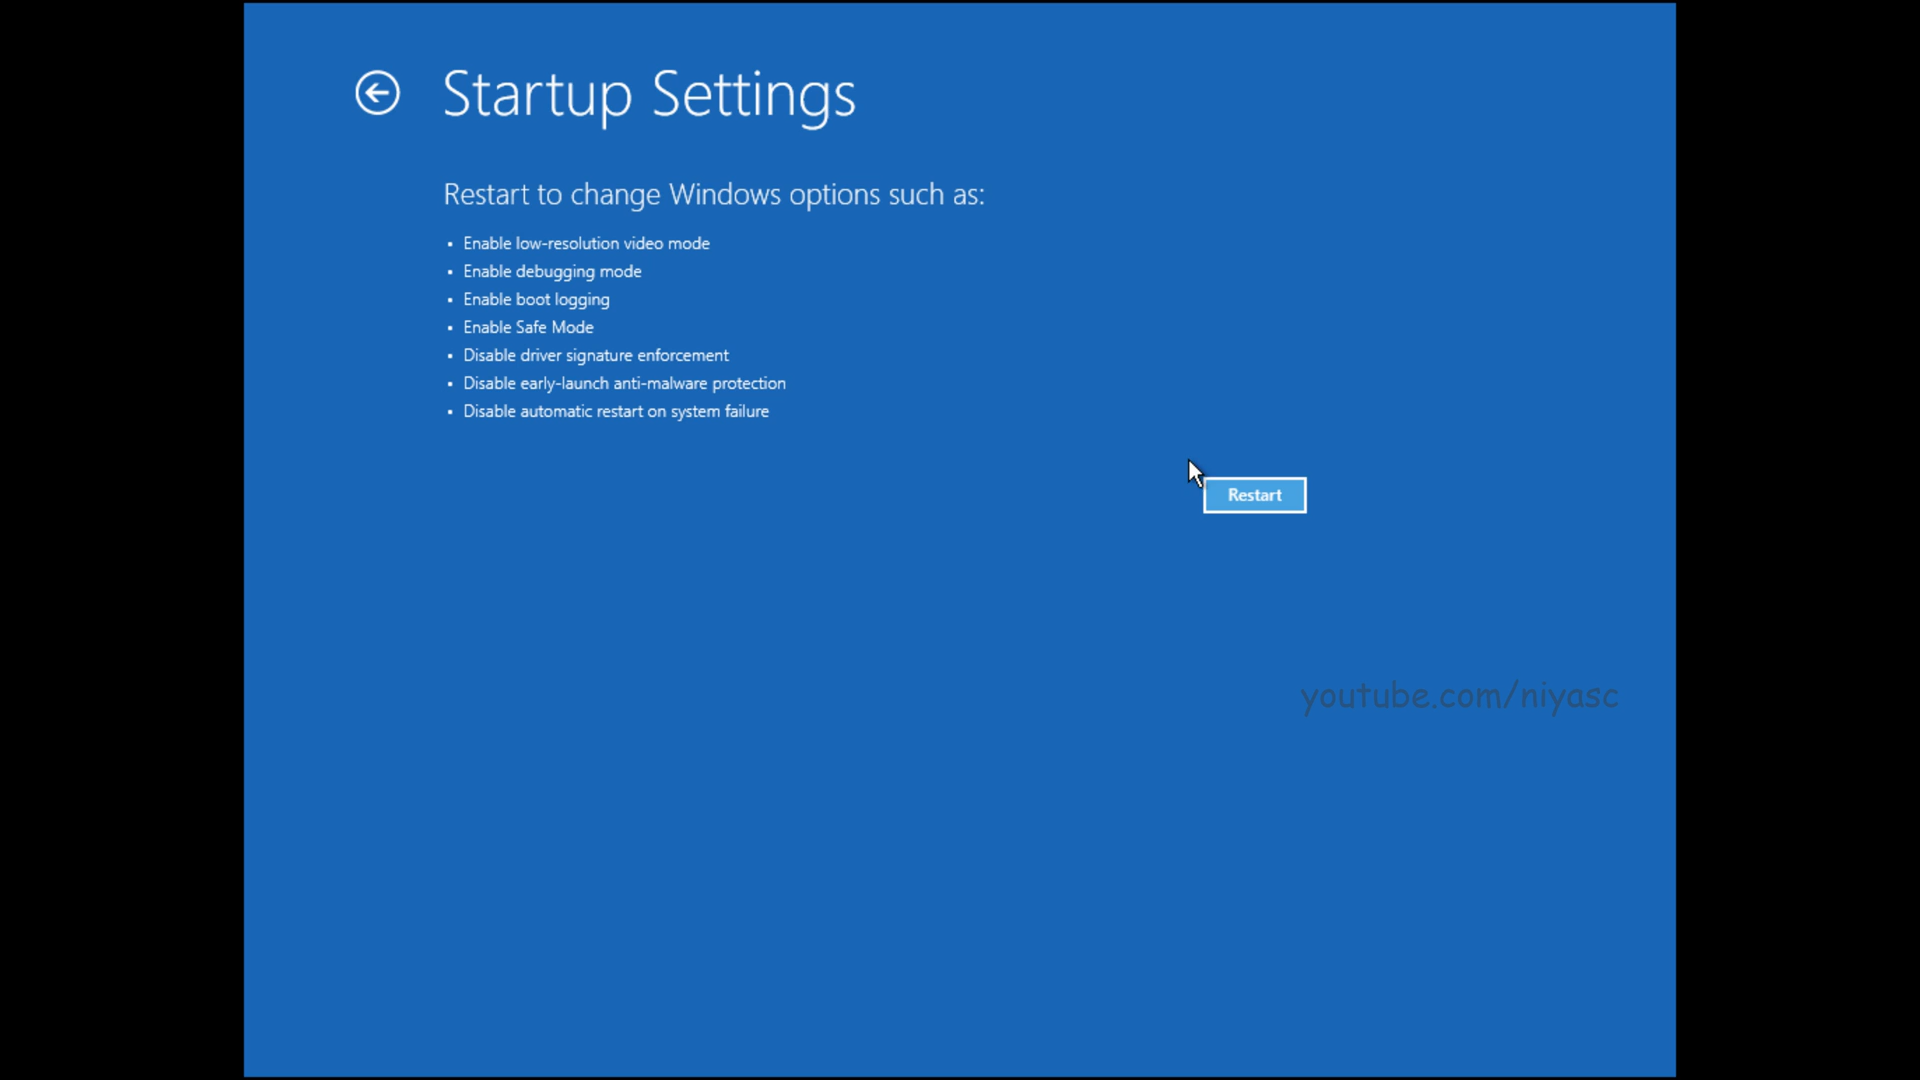 Startup Settings
Restart to change Windows options such as:
▪ Enable low-resolution video mode
▪ Enable debugging mode
▪ Enable boot logging
▪ Enable Safe Mode
▪ Disable driver signature enforcement
▪ Disable early-launch anti-malware protection
▪ Disable automatic restart on system failure
Restart
youtube.com/niyasc